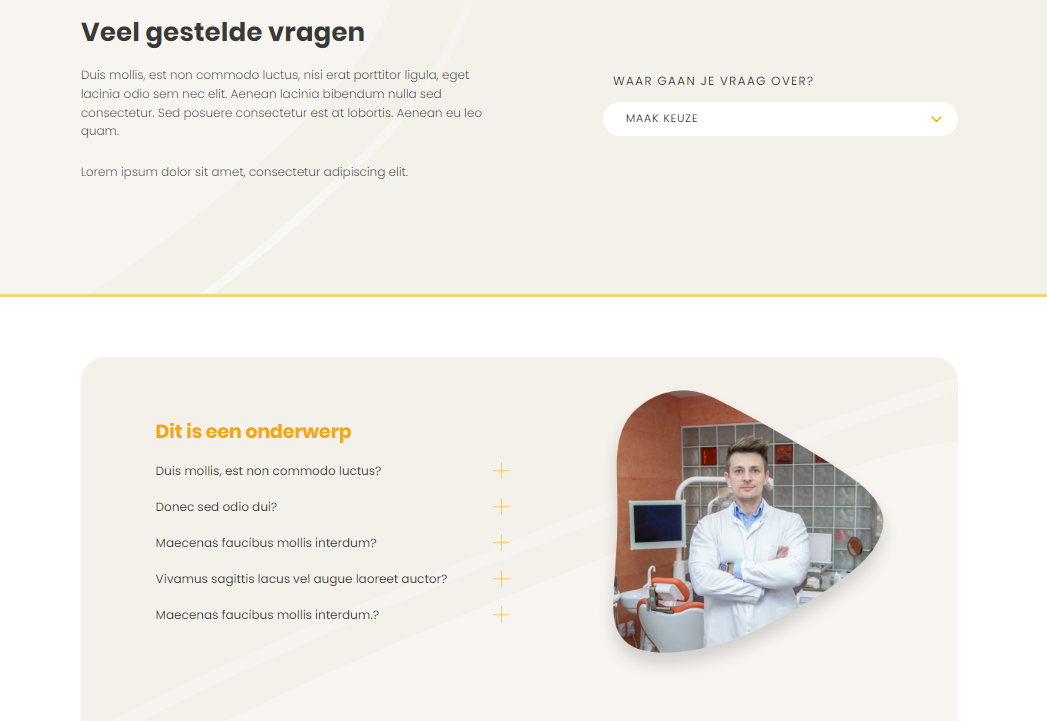 Veel gestelde vragen
Duis mollis, est non commodo luctus, nisi erat porttitor ligula, eget
lacinia odio sem nec elit. Aenean lacinia bibendum nulla sed
consectetur. Sed posuere consectetur est at lobortis. Aenean eu leo
quam.
Lorem ipsum dolor sit amet, consectetur adipiscing elit.
WAAR GAAN JE VRAAG OVER?
MAAK KEUZE
Dit is een onderwerp
Duis mollis, est non commodo luctus?
Donec sed odio dui?
Maecenas faucibus mollis interdum?
Vivamus sagittis lacus vel augue laoreet auctor?
Maecenas faucibus mollis interdum.?